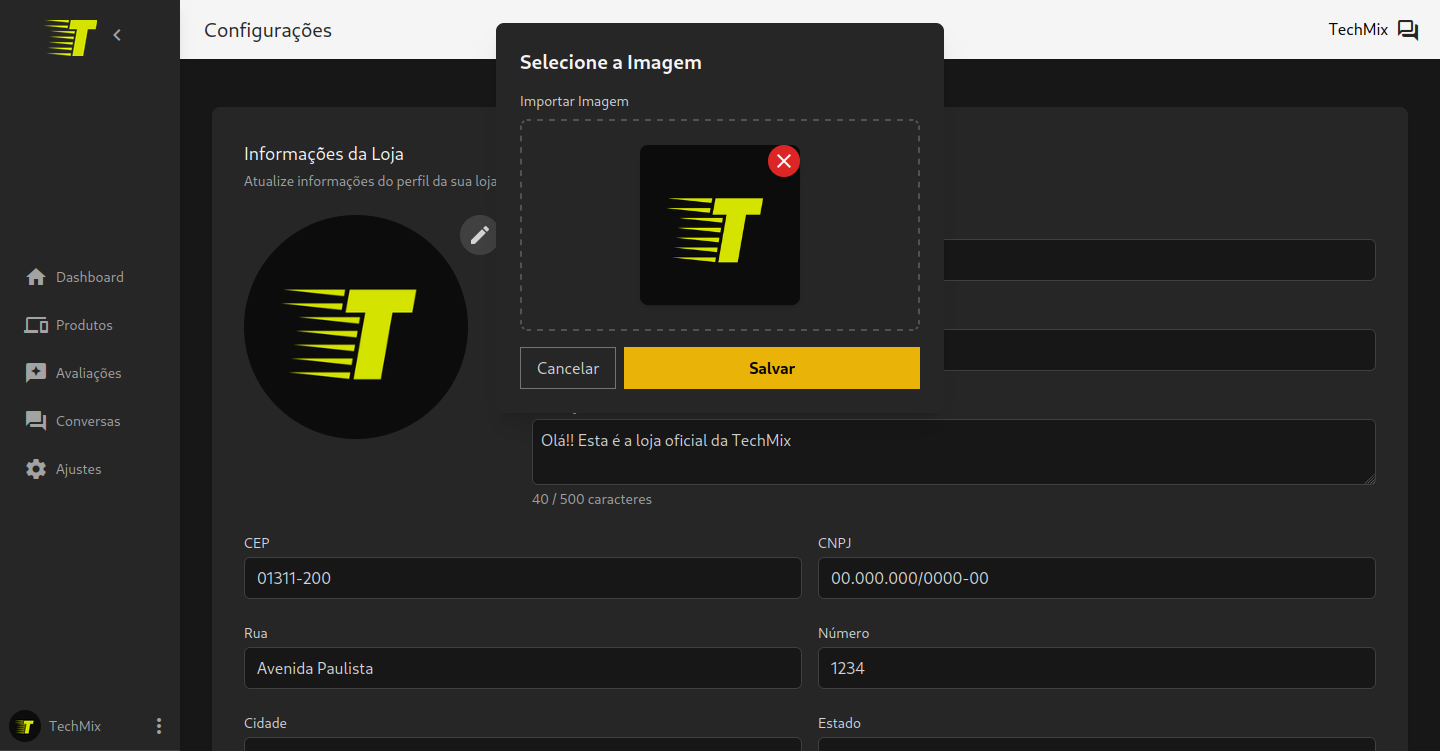 Configurações
TechMix
Selecione a Imagem
Importar Imagem
Cancelar
Salvar
Informações da Loja
Atualize informações do perfil da sua loja
Dashboard
Produtos
Avaliações
Conversas
Ajustes
Olá!! Esta é a loja oficial da TechMix
40 / 500 caracteres
CEP
CNPJ
01311-200
00.000.000/0000-00
Rua
Número
Avenida Paulista
1234
Cidade
Estado
TechMix